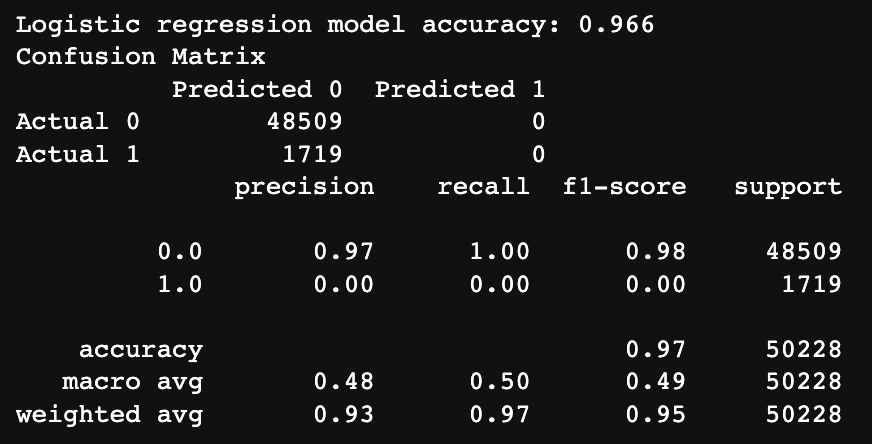 Logistic regression model accuracy: 0.966
Confusion Matrix
Predicted 0 Predicted 1
Actual 0 48509 0
Actual 1 1719 0
precision recall f1-score support
0.0 0.97 1.00 0.98 48509
1.0 0.00 0.00 0.00 1719
accuracy 0.97 50228
macro avg 0.48 0.50 0.49 50228
weighted avg 0.93 0.97 0.95 50228